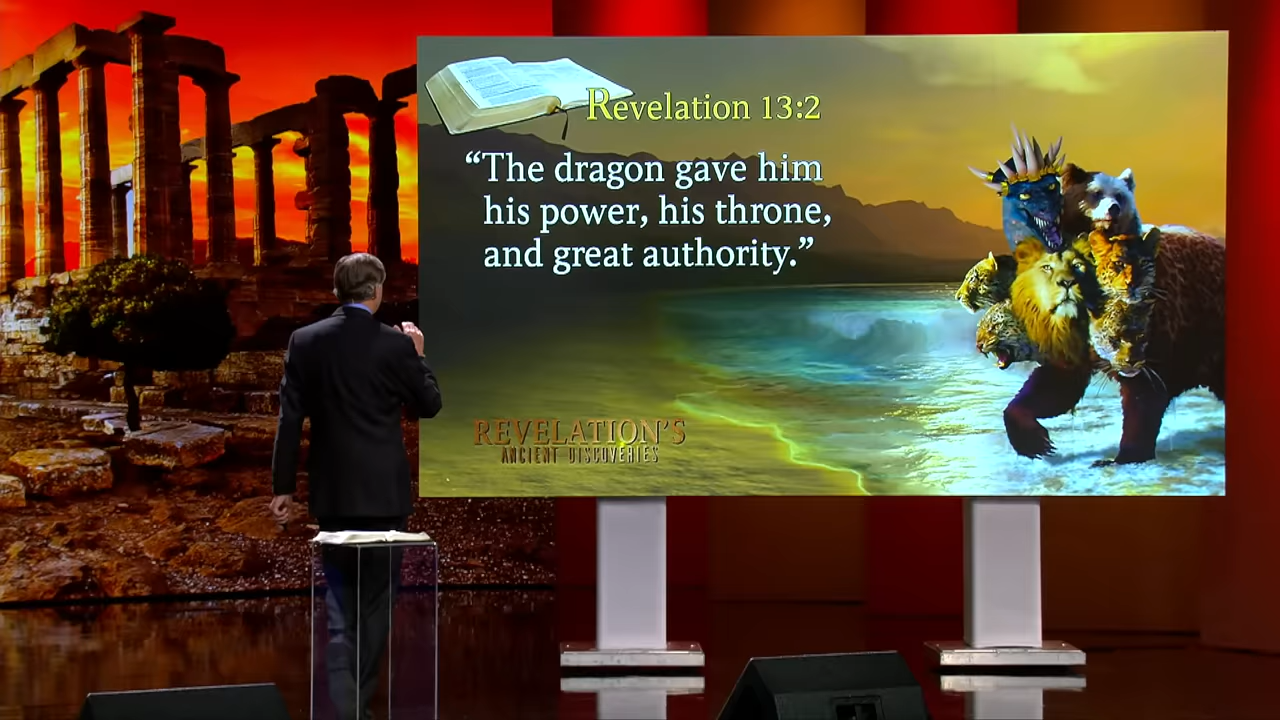 Revelation 13:2
“The dragon gave him
his power, his throne,
and great authority.”
REVELATION'S
ANCIENT DISCOVERIES